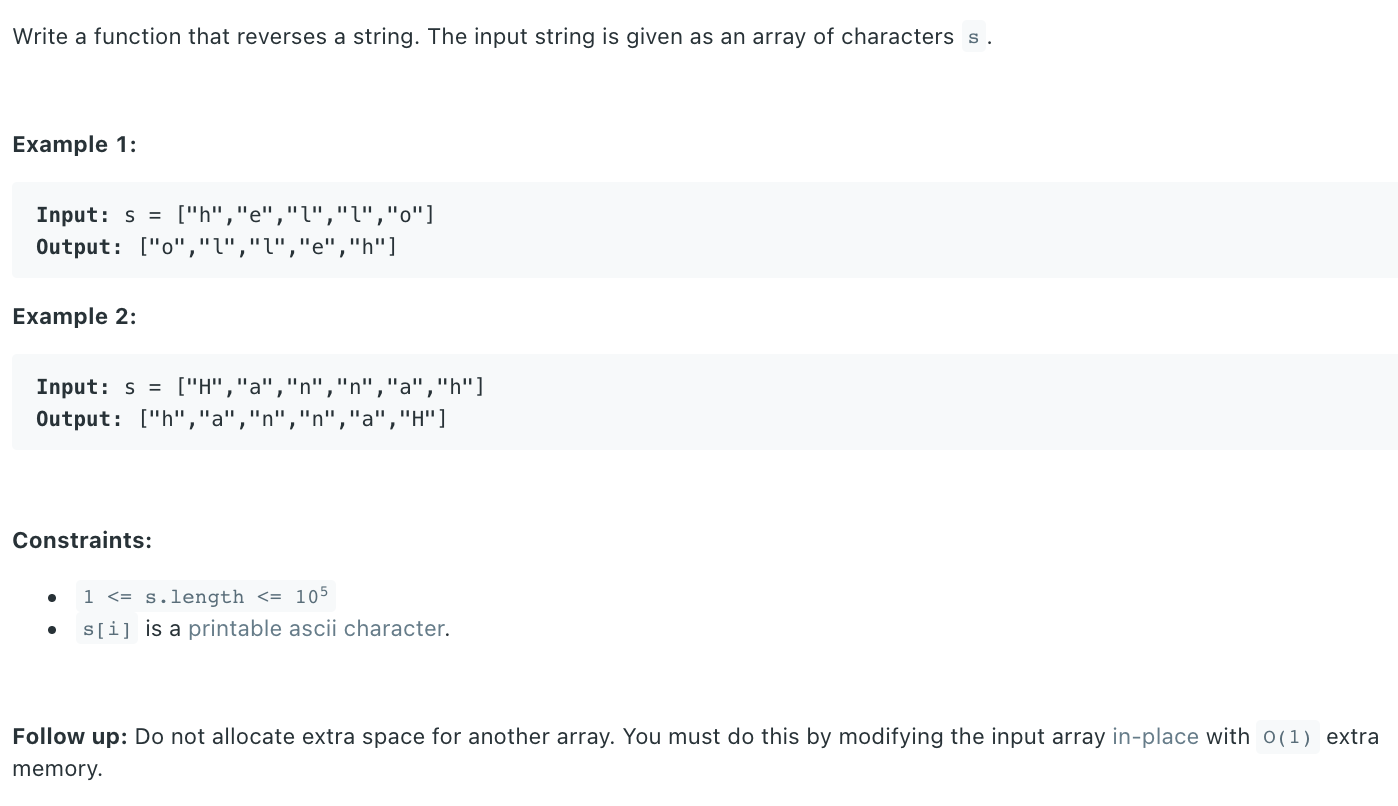 Write a function that reverses a string. The input string is given as an array of characters s.
Example 1:
Input: s = ["h","e","l","l","o"]
Output: ["o","l","l","e","h"]
Example 2:
Input: s = ["H","a","n","n","a","h"]
Output: ["h","a","n","n","a","H"]
Constraints:
• 1 <= s.length <= 10⁵
• s[i] is a printable ascii character.
Follow up: Do not allocate extra space for another array. You must do this by modifying the input array in-place with O(1) extra
memory.